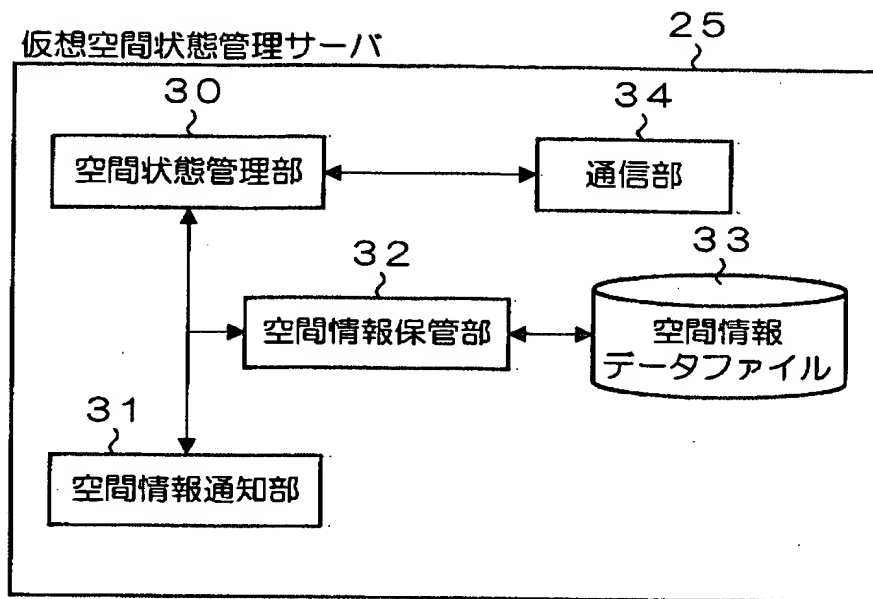 仮想空間状態管理サーバ
25
30
34
空間状態管理部
通信部
32
33
空間情報保管部
空間情報
データファイル
31
空間情報通知部